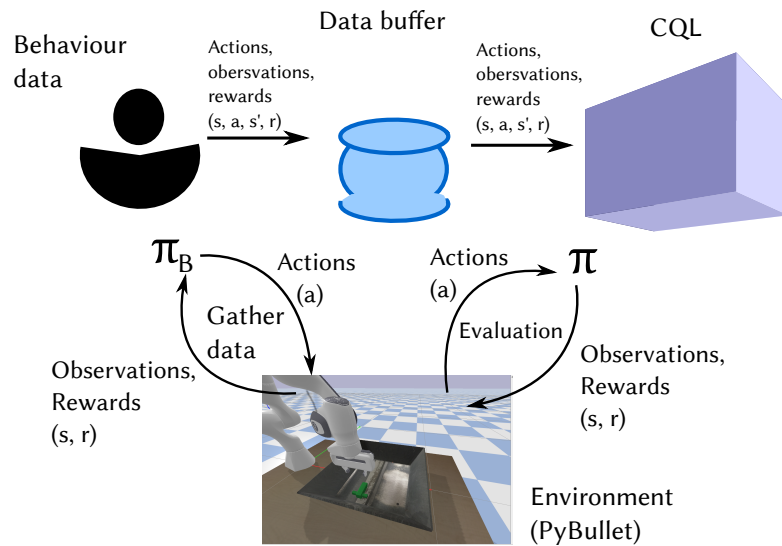 Behaviour
data
Actions,
obersvations,
rewards
(s, a, s', r)
Data buffer
Actions,
obersvations,
rewards
(s, a, s', r)
CQL
πB
Actions
(a)
Gather
data
Observations,
Rewards
(s, r)
Actions
(a)
π
Evaluation
Observations,
Rewards
(s, r)
Environment
(PyBullet)